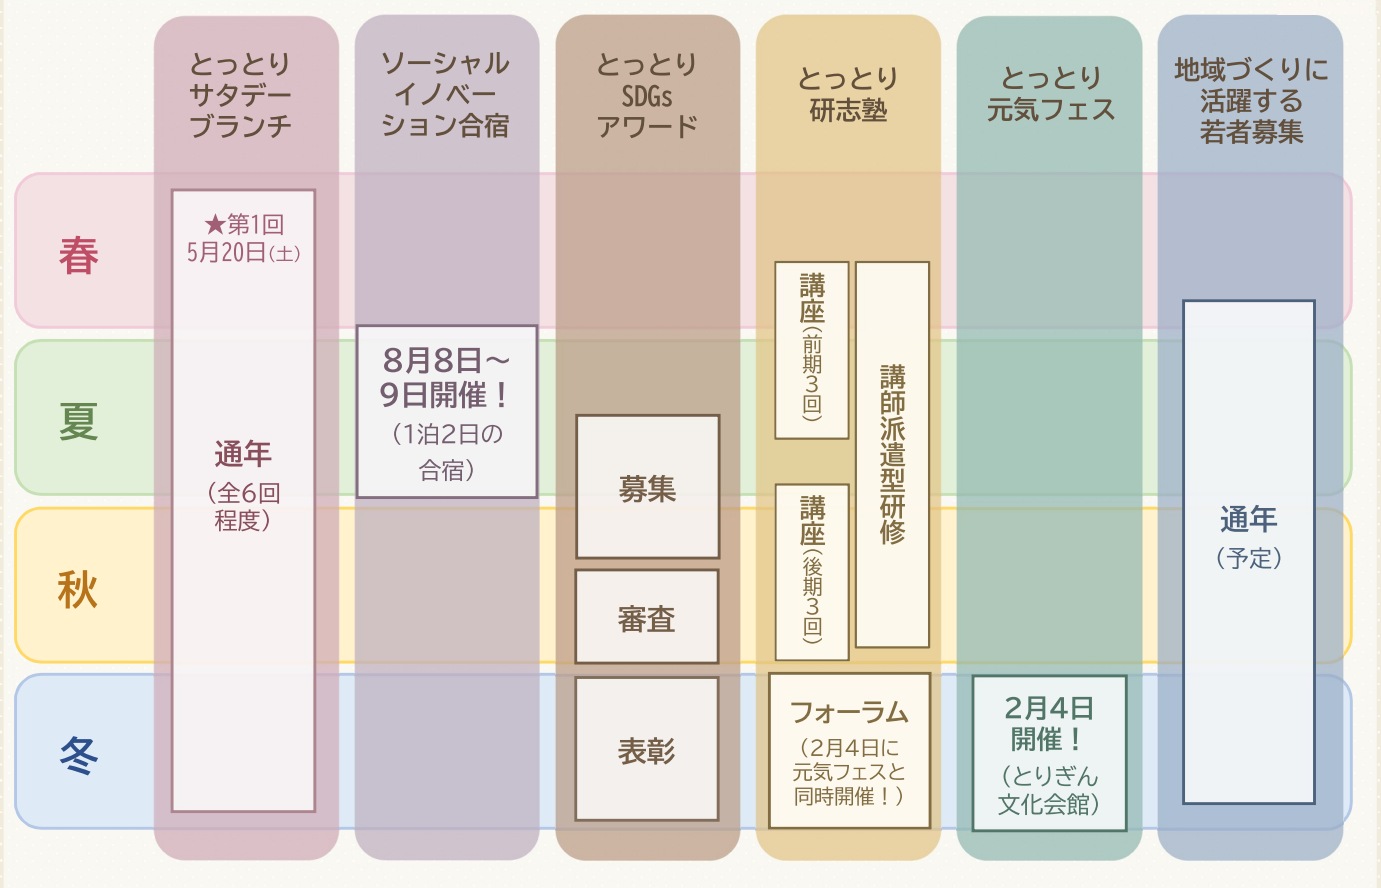 とっとり
サタデー
ブランチ
ソーシャル
イノベー
ション合宿
とっとり
SDGs
アワード
とっとり
研志塾
とっとり
元気フェス
地域づくりに
活躍する
若者募集
春
夏
秋
冬
★第1回
5月20日(土)
通年
（全6回
程度）
8月8日～
9日開催！
（1泊2日の
合宿）
募集
審査
表彰
講座（前期3回）
講座（後期3回）
講師派遣型研修
フォーラム
（2月4日に
元気フェスと
同時開催！）
2月4日
開催！
（とりぎん
文化会館）
通年
（予定）